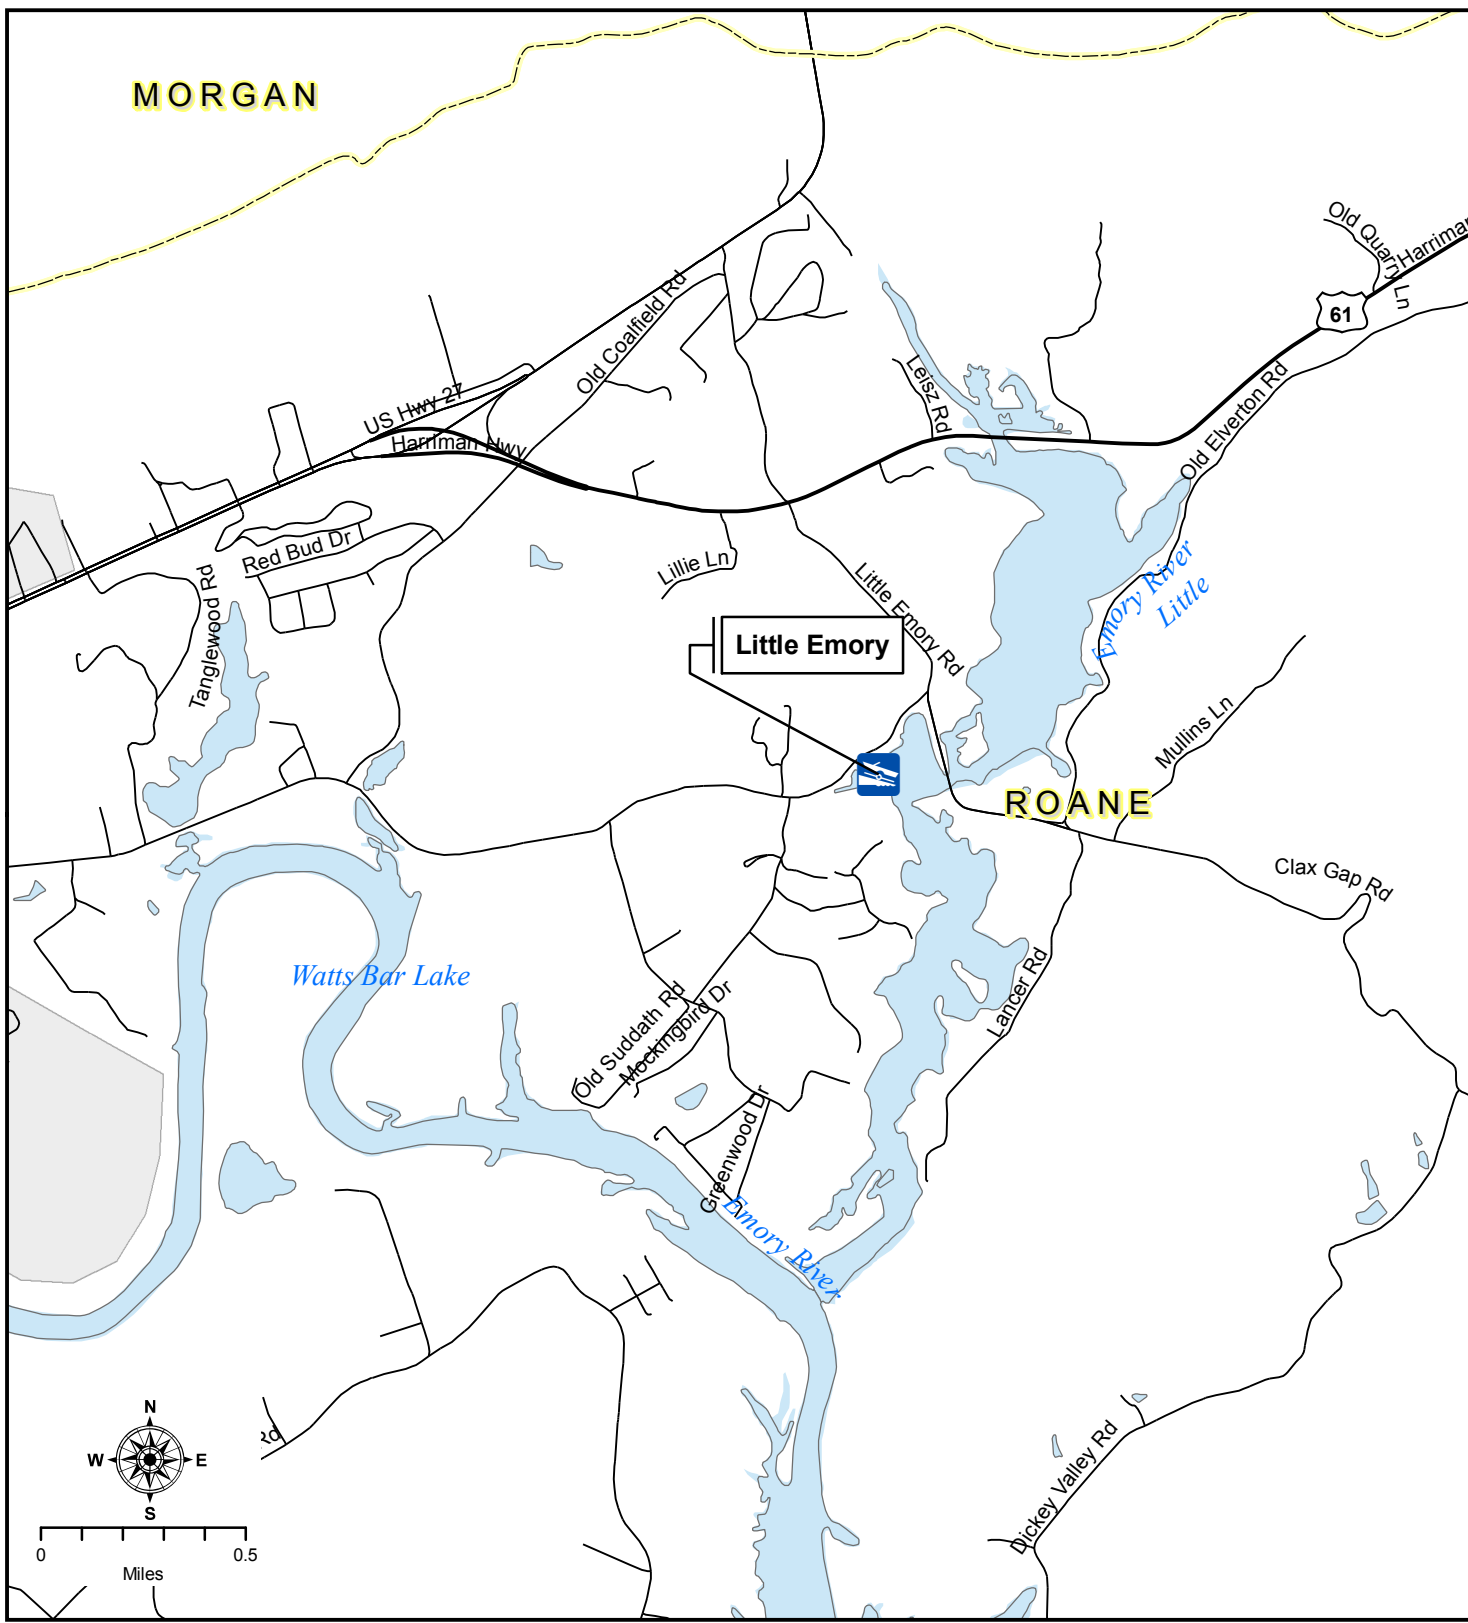 MORGAN
Old Quarry Ln
Harriman
61
Old Coalfield Rd
Leisz Rd
US Hwy 27
Harriman Hwy
Old Elverton Rd
Red Bud Dr
Lillie Ln
Tanglewood Rd
Little Emory Rd
Emory River
Little
Little Emory
Mullins Ln
ROANE
Clax Gap Rd
Watts Bar Lake
Lancer Rd
Old Suddath Rd
Mockingbird Dr
Greenwood Dr
Emory River
Rd
Dickey Valley Rd
N
W E
S
0 0.5
Miles